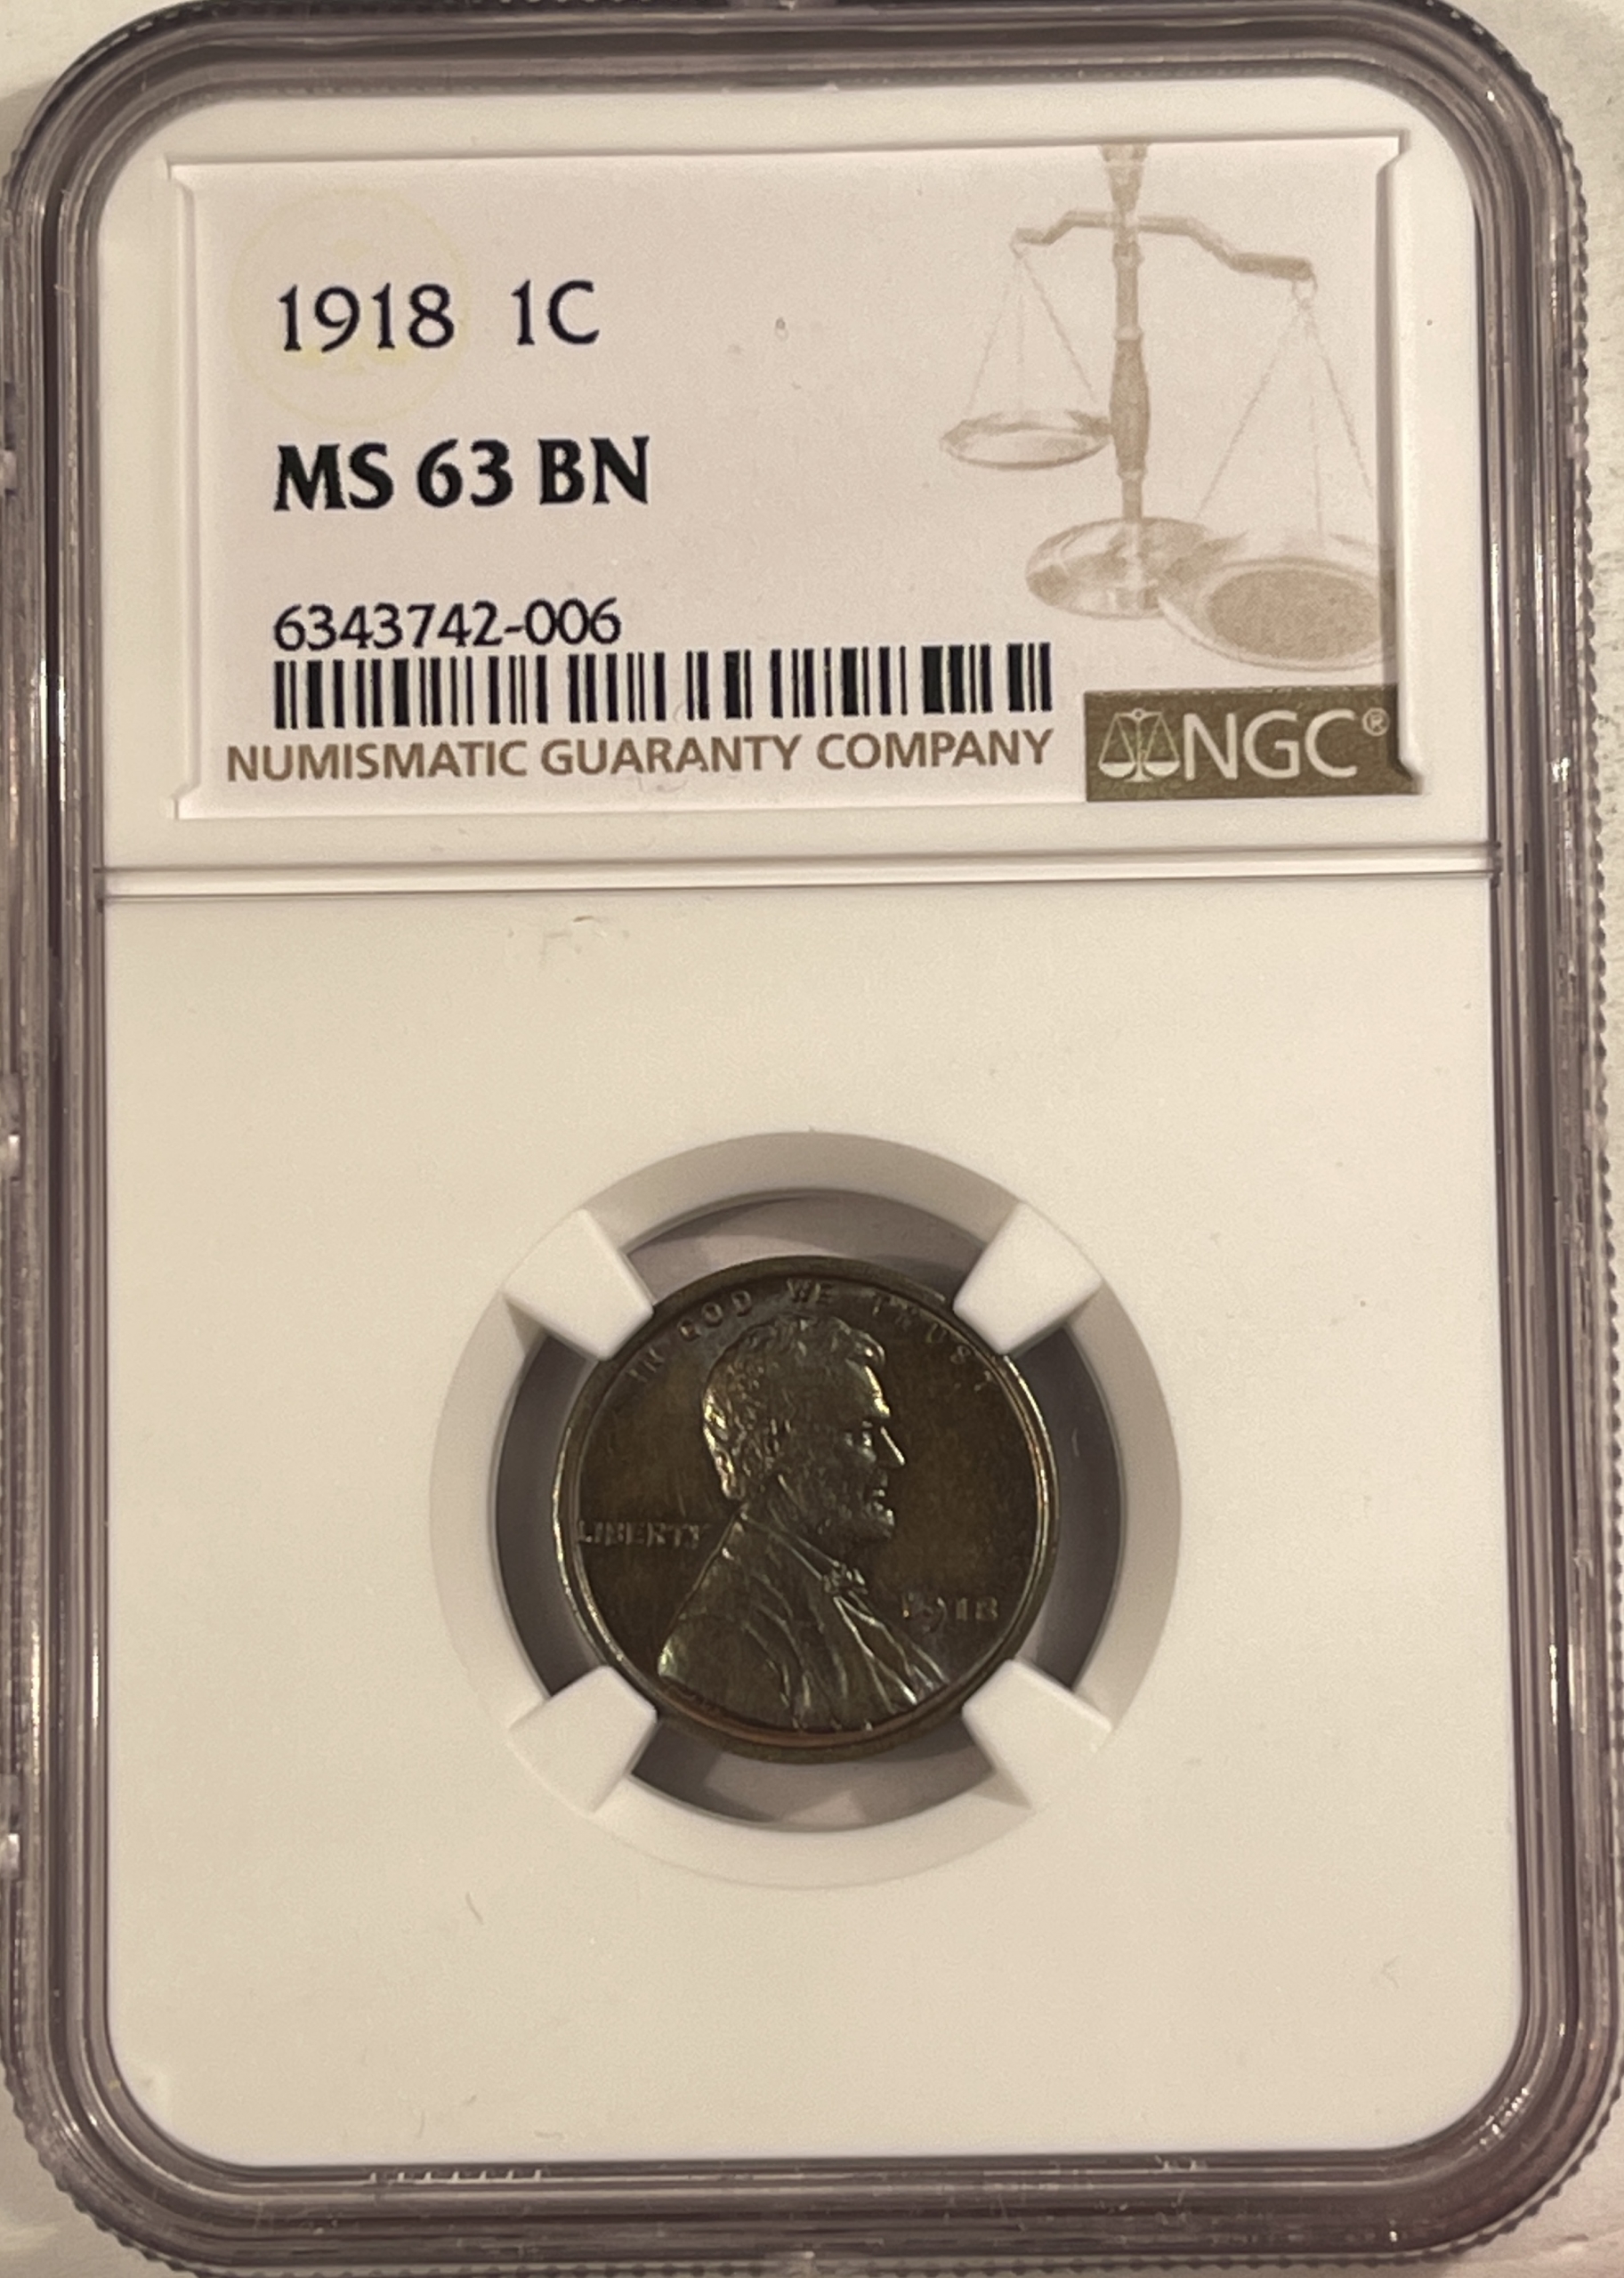 1918 1C
MS 63 BN
6343742-006
NUMISMATIC GUARANTY COMPANY
NGC®
IN GOD WE TRUST
LIBERTY
1918